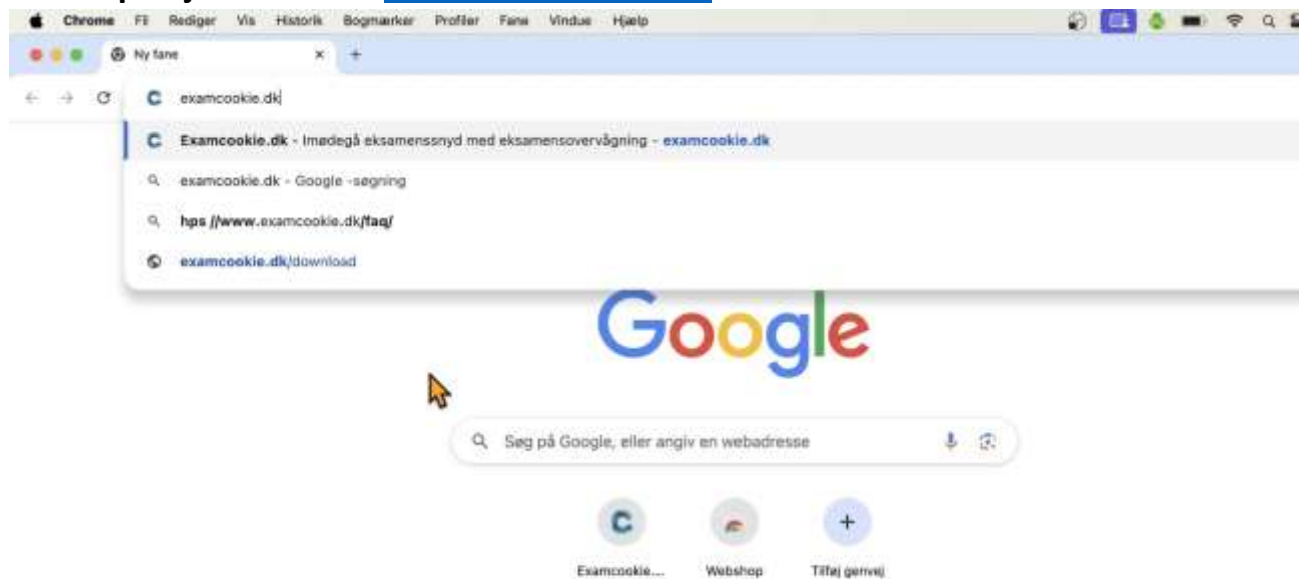 Chrome Fil Rediger Vis Historik Bogmærker Profiler Fane Vindue Hjælp
Ny fane
examcookie.dk
Examcookie.dk - Imødegå eksamenssnyd med eksamensovervågning - examcookie.dk
examcookie.dk - Google -søgning
hps //www.examcookie.dk/faq/
examcookie.dk/download
Google
Søg på Google, eller angiv en webadresse
Examcookie.... Webshop Tilføj genvej